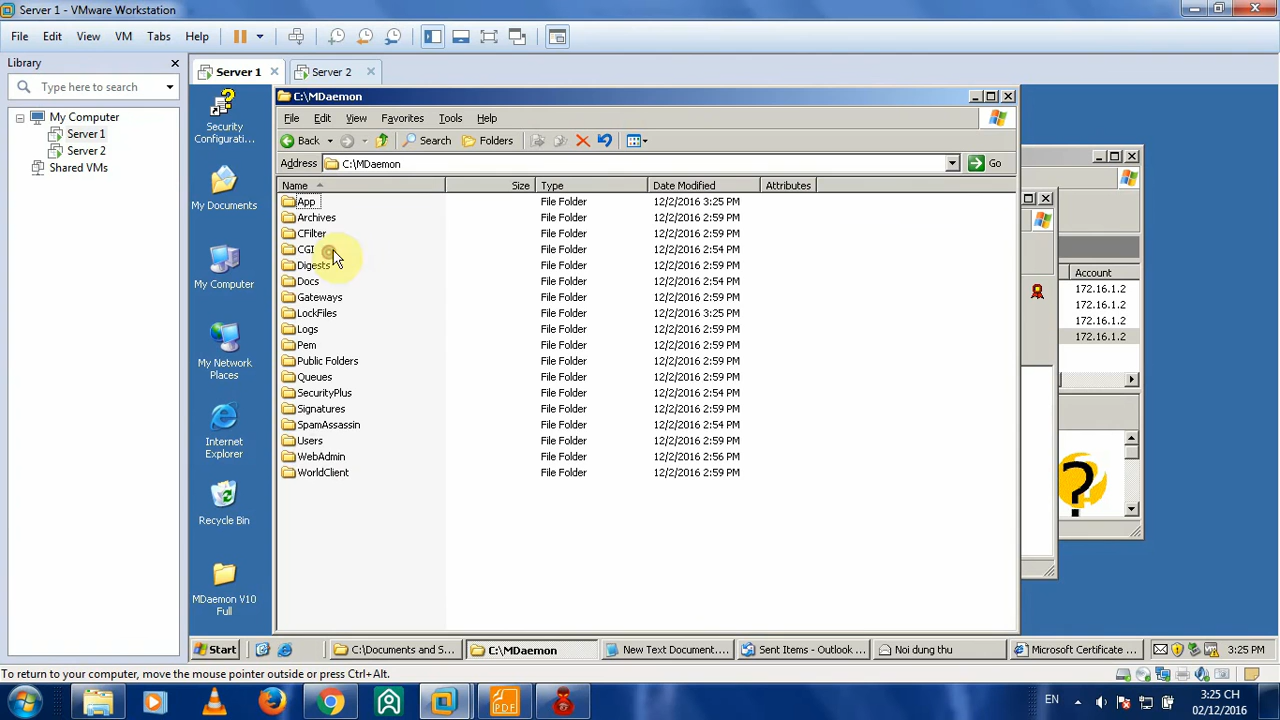 Server 1 - VMware Workstation
File Edit View VM Tabs Help
Library
Type here to search
My Computer
Server1
Server 2
Shared VMs
Server 1
Server 2
Security
Configurati...
My Documents
My Computer
My Network
Places
Internet
Explorer
Recycle Bin
MDaemon V10
Full
C:\MDaemon
File Edit View Favorites Tools Help
Back Search Folders
Address C:\MDaemon Go
Name Size Type Date Modified Attributes
App File Folder 12/2/2016 3:25 PM
Archives File Folder 12/2/2016 2:59 PM
CFilter File Folder 12/2/2016 2:59 PM
CGI File Folder 12/2/2016 2:54 PM
Digests File Folder 12/2/2016 2:59 PM
Docs File Folder 12/2/2016 2:54 PM
Gateways File Folder 12/2/2016 2:59 PM
LockFiles File Folder 12/2/2016 3:25 PM
Logs File Folder 12/2/2016 2:59 PM
Pem File Folder 12/2/2016 2:59 PM
Public Folders File Folder 12/2/2016 2:59 PM
Queues File Folder 12/2/2016 2:59 PM
SecurityPlus File Folder 12/2/2016 2:54 PM
Signatures File Folder 12/2/2016 2:59 PM
SpamAssassin File Folder 12/2/2016 2:54 PM
Users File Folder 12/2/2016 2:59 PM
WebAdmin File Folder 12/2/2016 2:56 PM
WorldClient File Folder 12/2/2016 2:59 PM
Account
172.16.1.2
172.16.1.2
172.16.1.2
172.16.1.2
Start C:\Documents and S... C:\MDaemon New Text Document.... Sent Items - Outlook ... Noi dung thu Microsoft Certificate ... 3:25 PM
To return to your computer, move the mouse pointer outside or press Ctrl+Alt.
PDF
EN
3:25 CH
02/12/2016